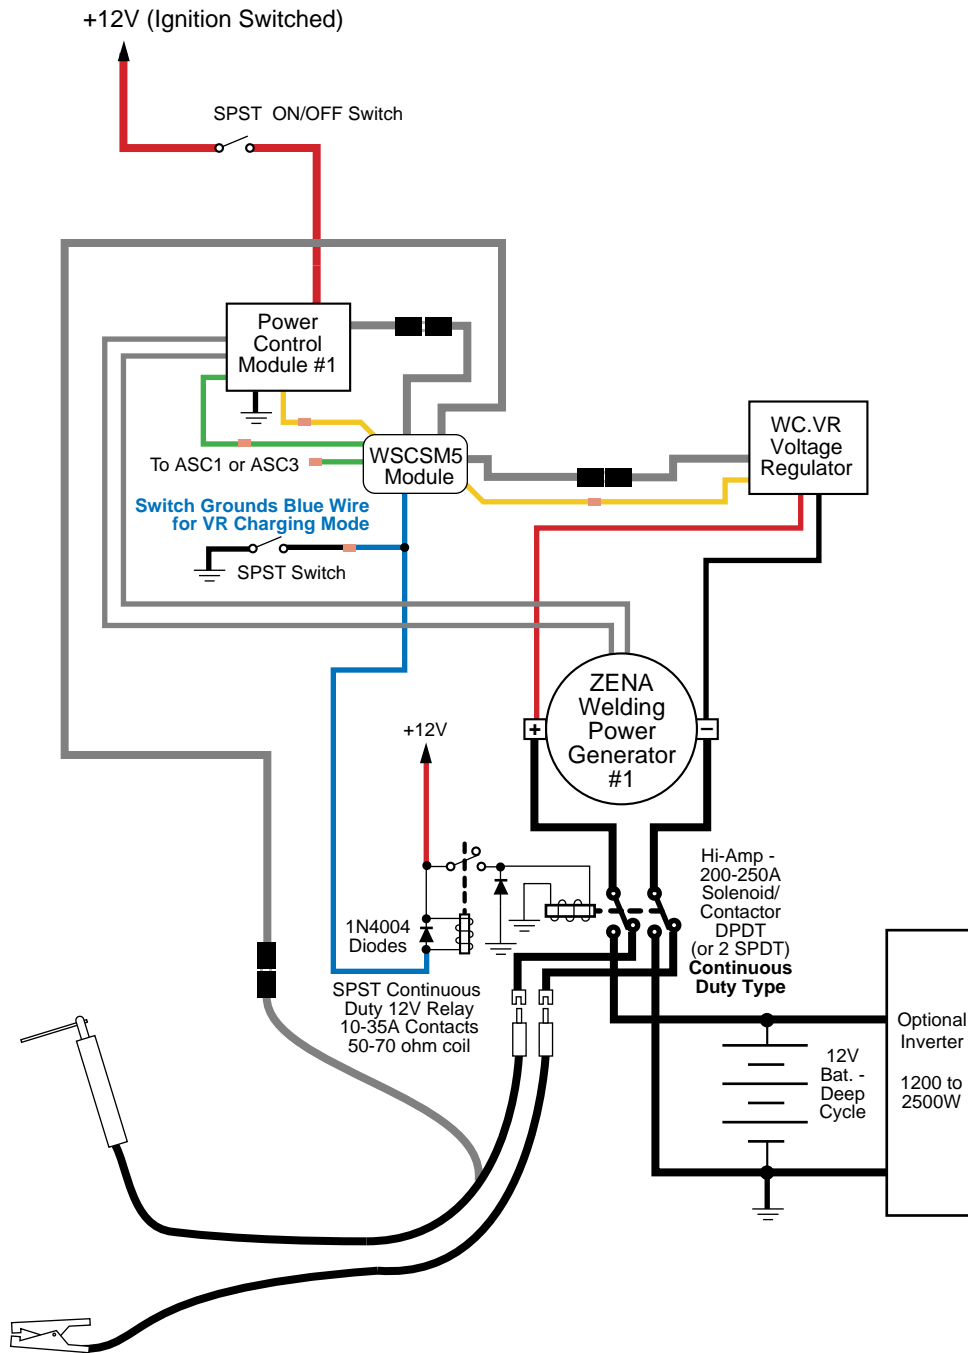 +12V (Ignition Switched)
SPST ON/OFF Switch
Power
Control
Module #1
To ASC1 or ASC3
WSCSM5
Module
WC.VR
Voltage
Regulator
Switch Grounds Blue Wire
for VR Charging Mode
SPST Switch
ZENA
Welding
Power
Generator
#1
+
−
+12V
1N4004
Diodes
SPST Continuous
Duty 12V Relay
10-35A Contacts
50-70 ohm coil
Hi-Amp -
200-250A
Solenoid/
Contactor
DPDT
(or 2 SPDT)
Continuous
Duty Type
12V
Bat. -
Deep
Cycle
Optional
Inverter
1200 to
2500W